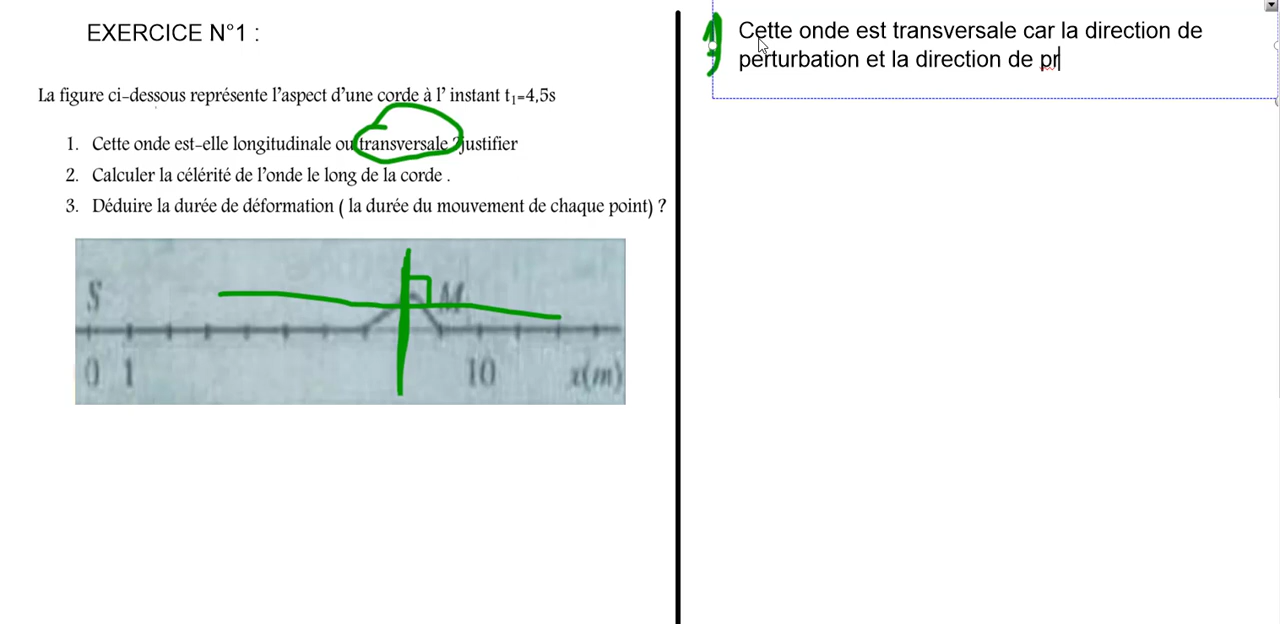 EXERCICE N°1 :
La figure ci-dessous représente l'aspect d'une corde à l' instant t₁=4,5s
1. Cette onde est-elle longitudinale ou transversale ? justifier
2. Calculer la célérité de l'onde le long de la corde .
3. Déduire la durée de déformation ( la durée du mouvement de chaque point) ?
S M
0 1 10 x(m)
1)
Cette onde est transversale car la direction de
perturbation et la direction de pr